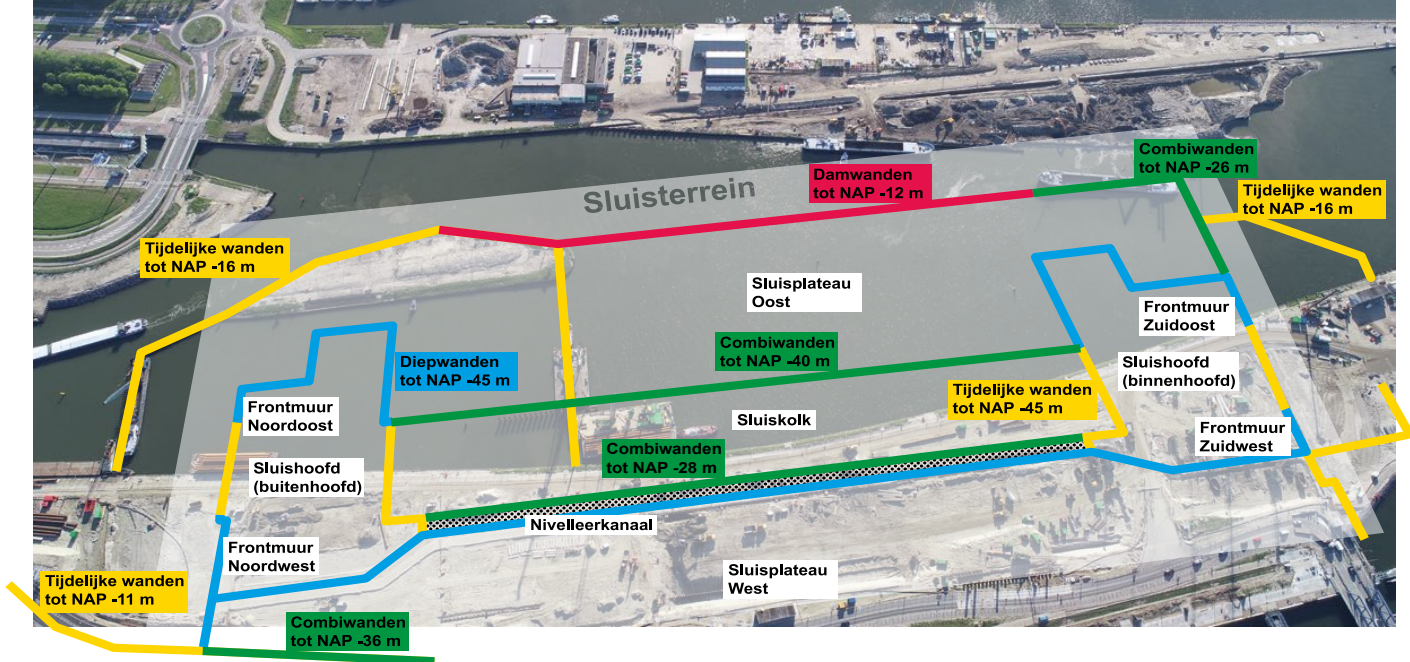 Combiwanden
tot NAP -26 m
Damwanden
tot NAP -12 m
Sluisterrein
Tijdelijke wanden
tot NAP -16 m
Tijdelijke wanden
tot NAP -16 m
Sluisplateau
Oost
Frontmuur
Zuidoost
Combiwanden
tot NAP -40 m
Diepwanden
tot NAP -45 m
Sluishoofd
(binnenhoofd)
Tijdelijke wanden
tot NAP -45 m
Frontmuur
Noordoost
Sluiskolk
Frontmuur
Zuidwest
Combiwanden
tot NAP -28 m
Sluishoofd
(buitenhoofd)
Nivelleerkanaal
Frontmuur
Noordwest
Sluisplateau
West
Tijdelijke wanden
tot NAP -11 m
Combiwanden
tot NAP -36 m